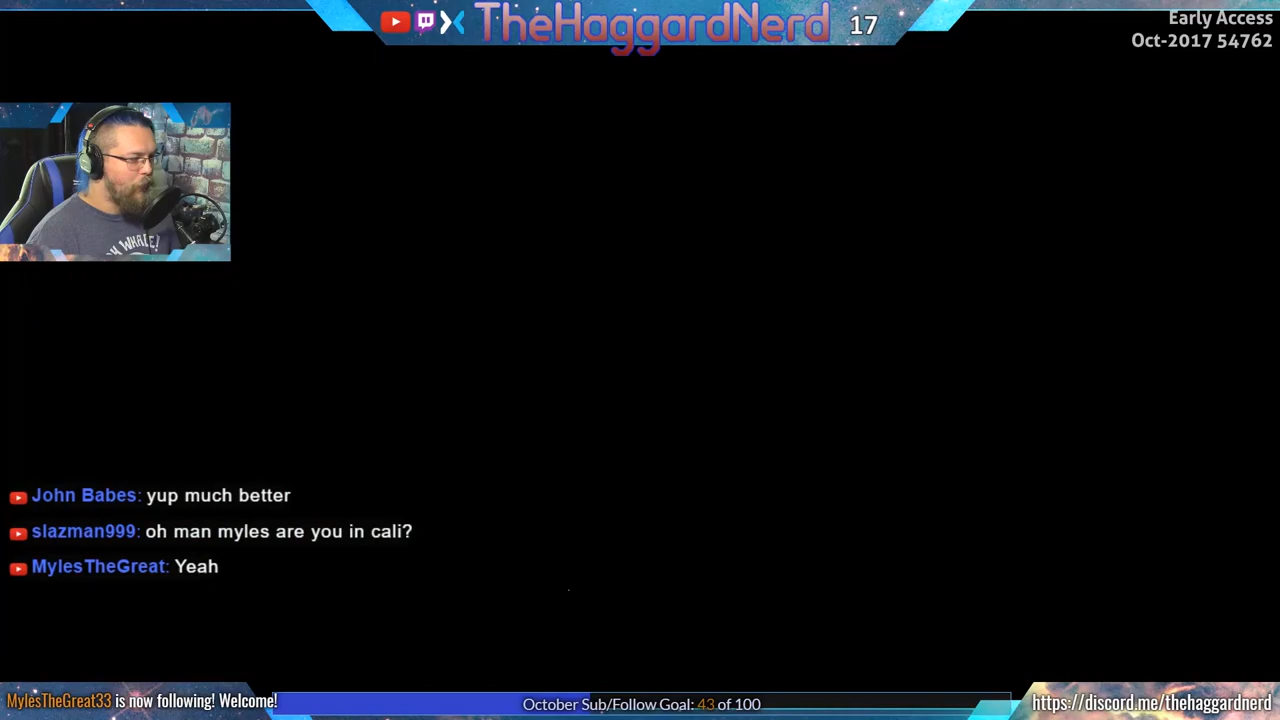 TheHaggardNerd 17
Early Access
Oct-2017 54762
John Babes: yup much better
slazman999: oh man myles are you in cali?
MylesTheGreat: Yeah
MylesTheGreat33 is now following! Welcome!
October Sub/Follow Goal: 43 of 100
https://discord.me/thehaggardnerd